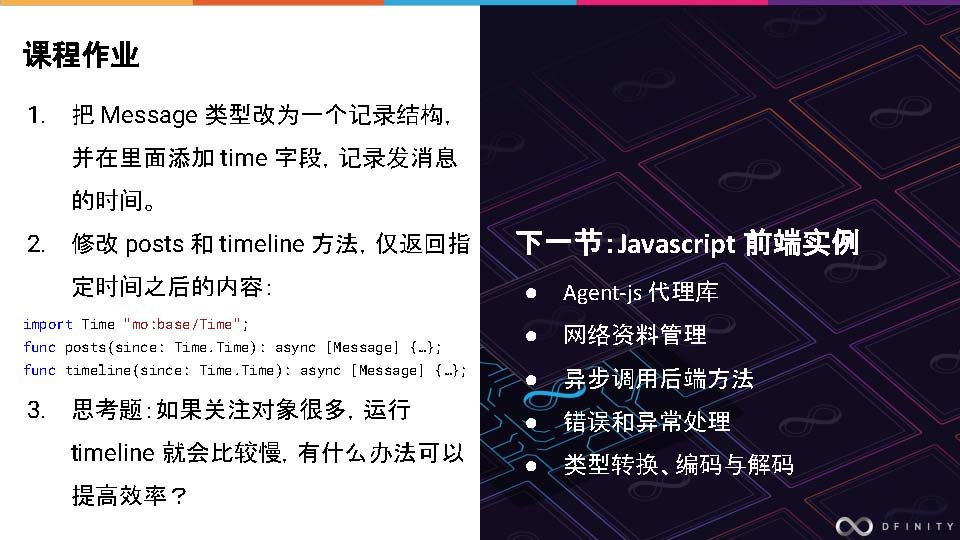 课程作业
1. 把 Message 类型改为一个记录结构，
并在里面添加 time 字段，记录发消息
的时间。
2. 修改 posts 和 timeline 方法，仅返回指
定时间之后的内容：
import Time "mo:base/Time";
func posts(since: Time.Time): async [Message] {…};
func timeline(since: Time.Time): async [Message] {…};
3. 思考题：如果关注对象很多，运行
timeline 就会比较慢，有什么办法可以
提高效率？
下一节：Javascript 前端实例
● Agent-js 代理库
● 网络资料管理
● 异步调用后端方法
● 错误和异常处理
● 类型转换、编码与解码
DFINITY